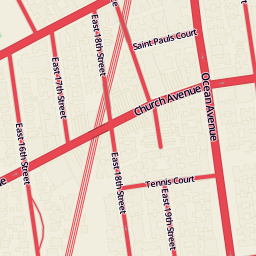 East 18th Street
Saint Pauls Court
East 17th Street
Ocean Avenue
Church Avenue
East 16th Street
East 18th Street
Tennis Court
East 19th Street